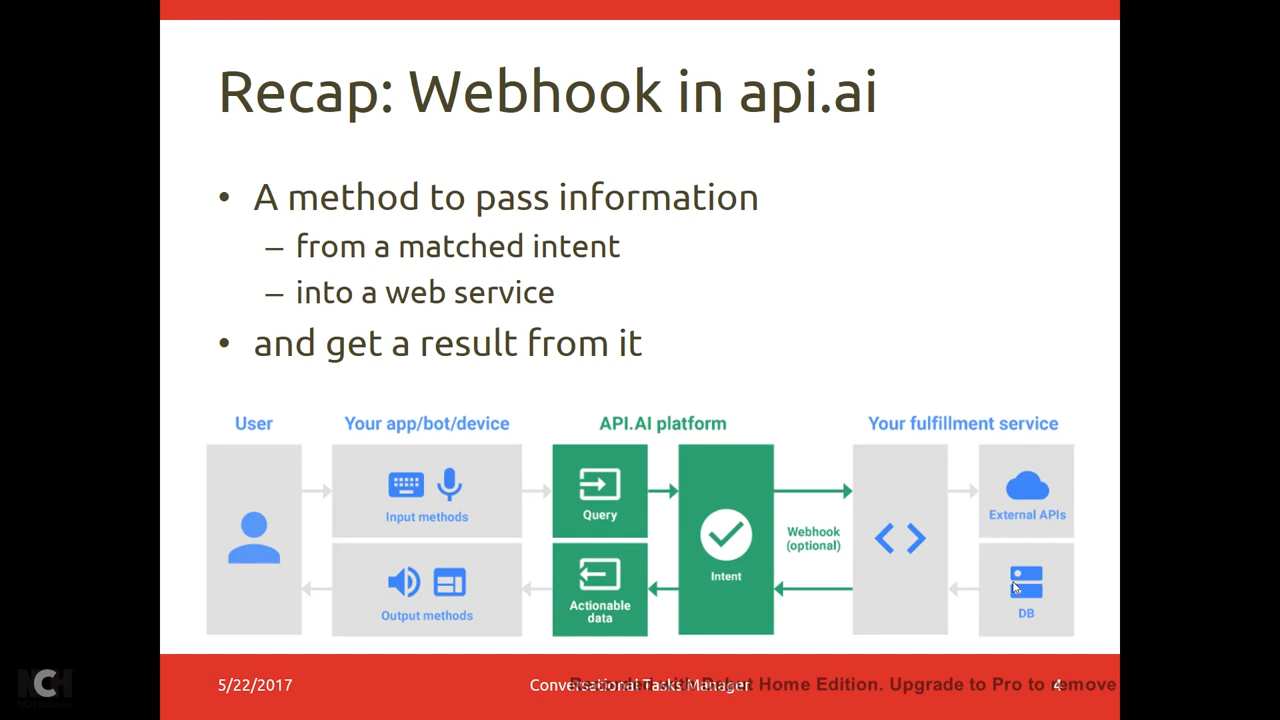 Recap: Webhook in api.ai
• A method to pass information
– from a matched intent
– into a web service
• and get a result from it
User
Your app/bot/device
API.AI platform
Your fulfillment service
Input methods
Query
External APIs
Webhook
(optional)
Intent
Output methods
Actionable
data
DB
5/22/2017
Conversational Tasks Manager
Home Edition. Upgrade to Pro to remove
4
NCH